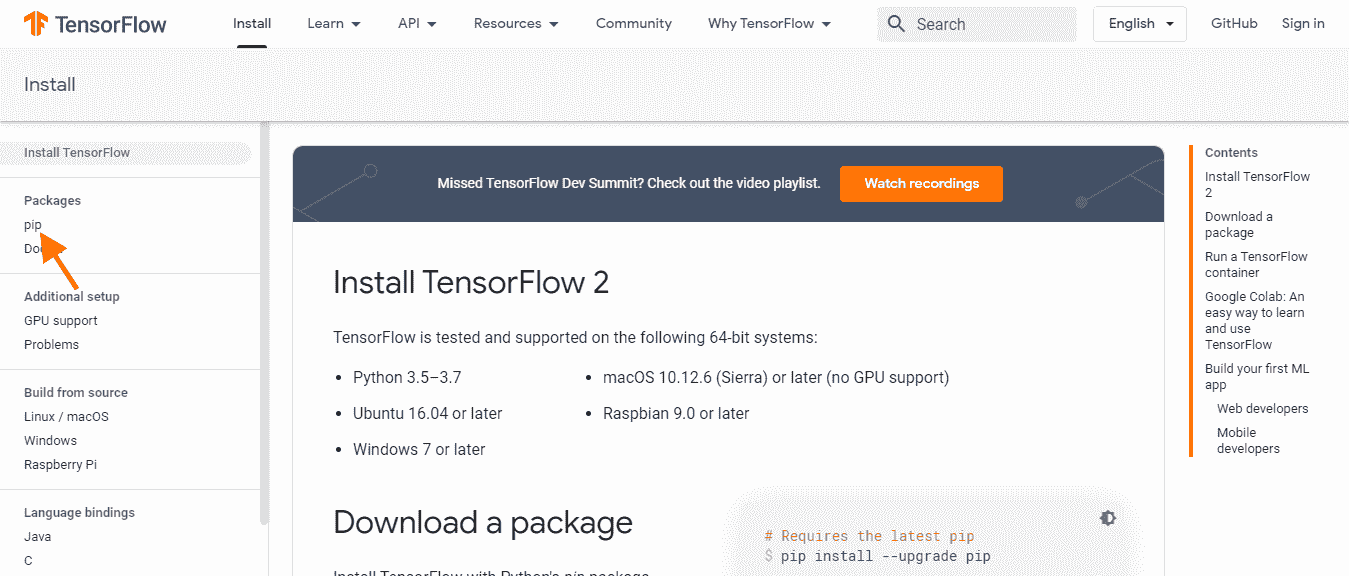 TensorFlow
Install
Learn
API
Resources
Community
Why TensorFlow
Search
English
GitHub
Sign in
Install
Install TensorFlow
Packages
pip
Additional setup
GPU support
Problems
Build from source
Linux / macOS
Windows
Raspberry Pi
Language bindings
Java
C
Missed TensorFlow Dev Summit? Check out the video playlist.
Watch recordings
Install TensorFlow 2
TensorFlow is tested and supported on the following 64-bit systems:
• Python 3.5–3.7
• Ubuntu 16.04 or later
• Windows 7 or later
• macOS 10.12.6 (Sierra) or later (no GPU support)
• Raspbian 9.0 or later
Download a package
Install TensorFlow with Python's pip package
# Requires the latest pip
$ pip install --upgrade pip
Contents
Install TensorFlow
2
Download a
package
Run a TensorFlow
container
Google Colab: An
easy way to learn
and use
TensorFlow
Build your first ML
app
Web developers
Mobile
developers